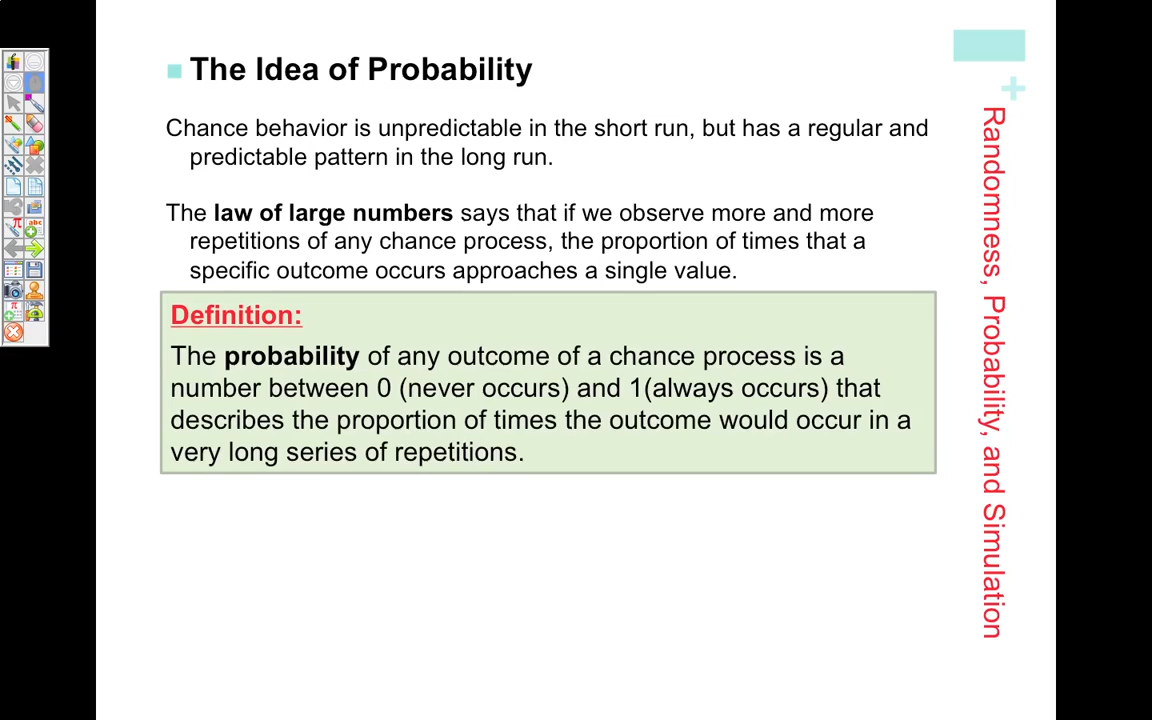 The Idea of Probability
Chance behavior is unpredictable in the short run, but has a regular and
predictable pattern in the long run.
The law of large numbers says that if we observe more and more
repetitions of any chance process, the proportion of times that a
specific outcome occurs approaches a single value.
Definition:
The probability of any outcome of a chance process is a
number between 0 (never occurs) and 1(always occurs) that
describes the proportion of times the outcome would occur in a
very long series of repetitions.
+
Randomness, Probability, and Simulation